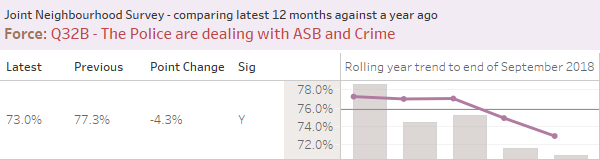 Joint Neighbourhood Survey - comparing latest 12 months against a year ago
Force: Q32B - The Police are dealing with ASB and Crime
Latest Previous Point Change Sig Rolling year trend to end of September 2018
73.0% 77.3% -4.3% Y
78.0%
76.0%
74.0%
72.0%